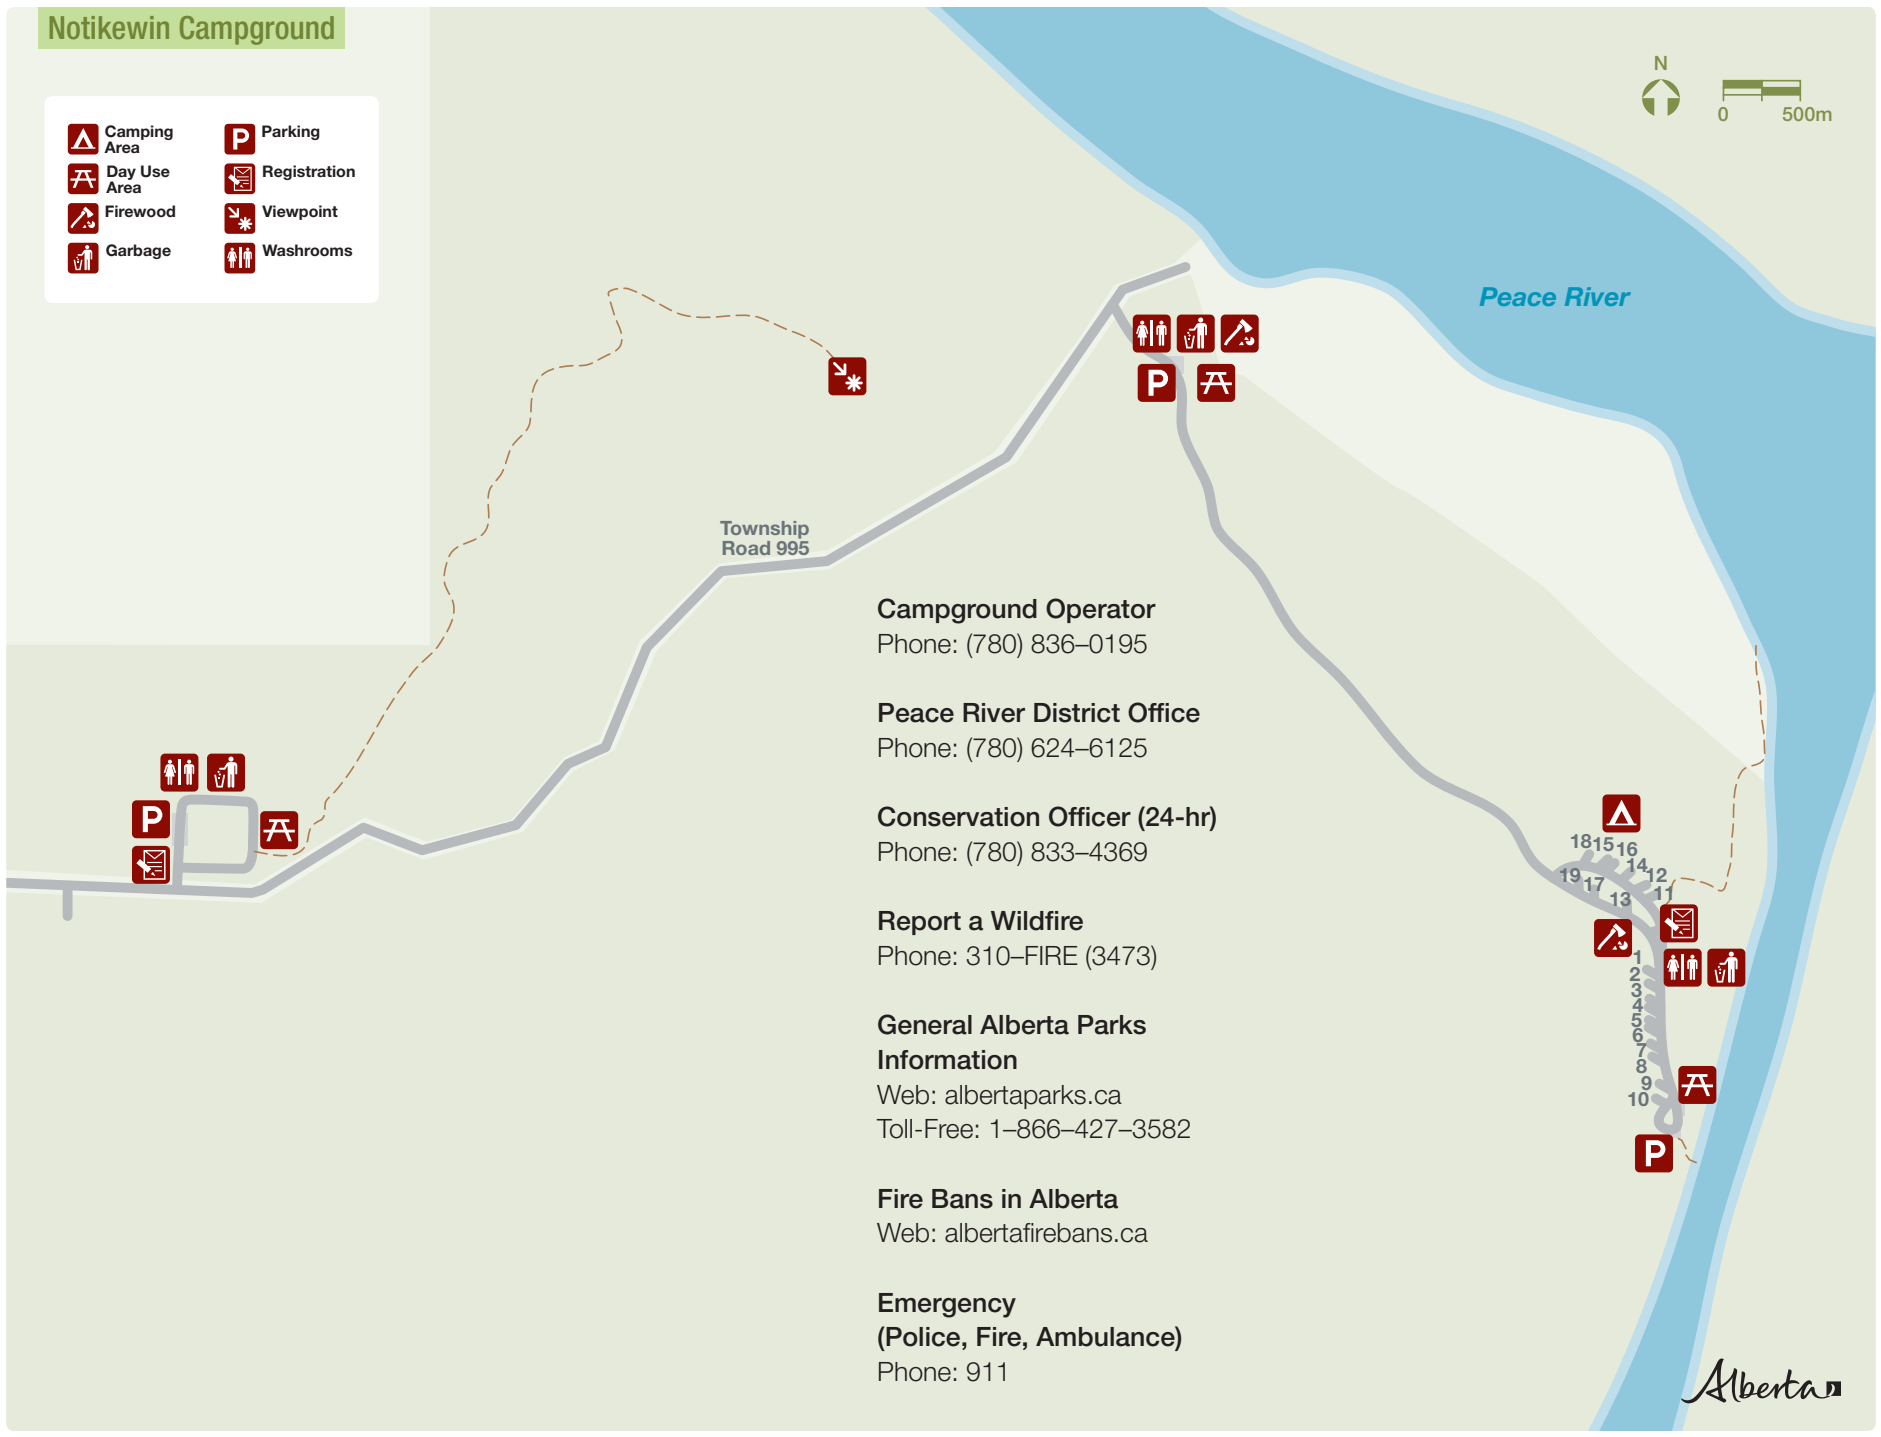 Notikewin Campground
Camping
Area
Day Use
Area
Firewood
Garbage
P
Parking
Registration
Viewpoint
Washrooms
N
0
500m
Peace River
P
Township
Road 995
Campground Operator
Phone: (780) 836–0195
Peace River District Office
Phone: (780) 624–6125
Conservation Officer (24-hr)
Phone: (780) 833–4369
Report a Wildfire
Phone: 310–FIRE (3473)
General Alberta Parks
Information
Web: albertaparks.ca
Toll-Free: 1–866–427–3582
Fire Bans in Alberta
Web: albertafirebans.ca
Emergency
(Police, Fire, Ambulance)
Phone: 911
P
18
15
16
14
12
11
19
17
13
1
2
3
4
5
6
7
8
9
10
P
Alberta